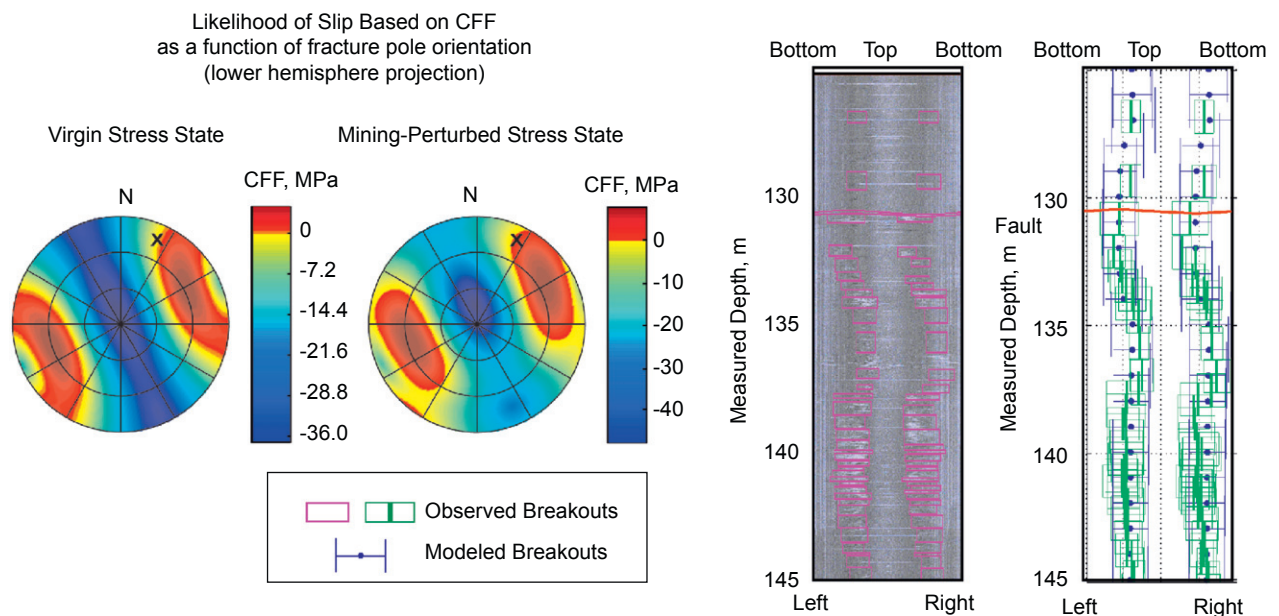 Likelihood of Slip Based on CFF
as a function of fracture pole orientation
(lower hemisphere projection)
Virgin Stress State
Mining-Perturbed Stress State
N
X
CFF, MPa
0
-7.2
-14.4
-21.6
-28.8
-36.0
N
X
CFF, MPa
0
-10
-20
-30
-40
Observed Breakouts
Modeled Breakouts
Bottom Top Bottom
Measured Depth, m
130
135
140
145
Left Right
Bottom Top Bottom
Measured Depth, m
130
Fault
135
140
145
Left Right